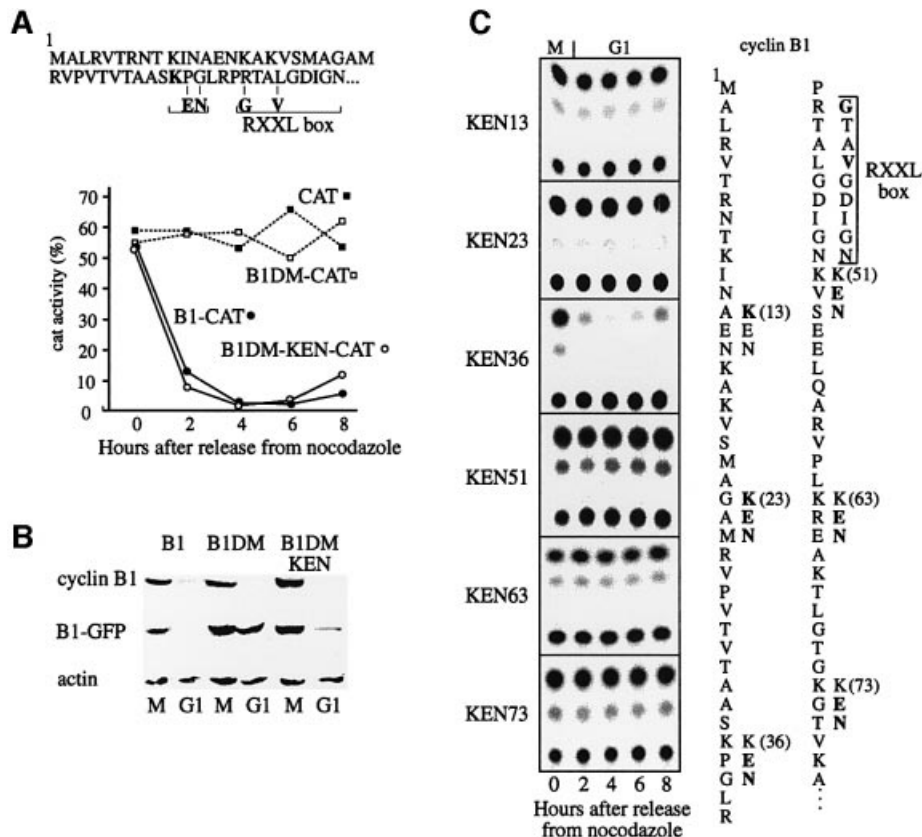 A
1
MALRVTRNT KINAENKAKVSMAGAM
RVPVTVTAASKPGLRPRTALGDIGN...
EN G V
RXXL box
cat activity (%)
70
60
50
40
30
20
10
0
CAT
B1DM-CAT
B1-CAT
B1DM-KEN-CAT
0 2 4 6 8
Hours after release from nocodazole
B
B1 B1DM B1DM KEN
cyclin B1
B1-GFP
actin
M G1 M G1 M G1
C
M | G1
KEN13
KEN23
KEN36
KEN51
KEN63
KEN73
0 2 4 6 8
Hours after release
from nocodazole
cyclin B1
1
M P
A R G
L T T
R A A
V L V
T G G
R D D
N I I
T G G
K N N
I K K(51)
N V E
A K(13) S N
E E E
N N E
K L
A Q
K A
V R
S V
M P
A L
G K(23) K K(63)
A E R E
M N E N
R A
V K
P T
V L
T G
V T
T G
A K K(73)
A G E
S T N
K K(36) V
P E K
G N A
L ...
R
RXXL
box